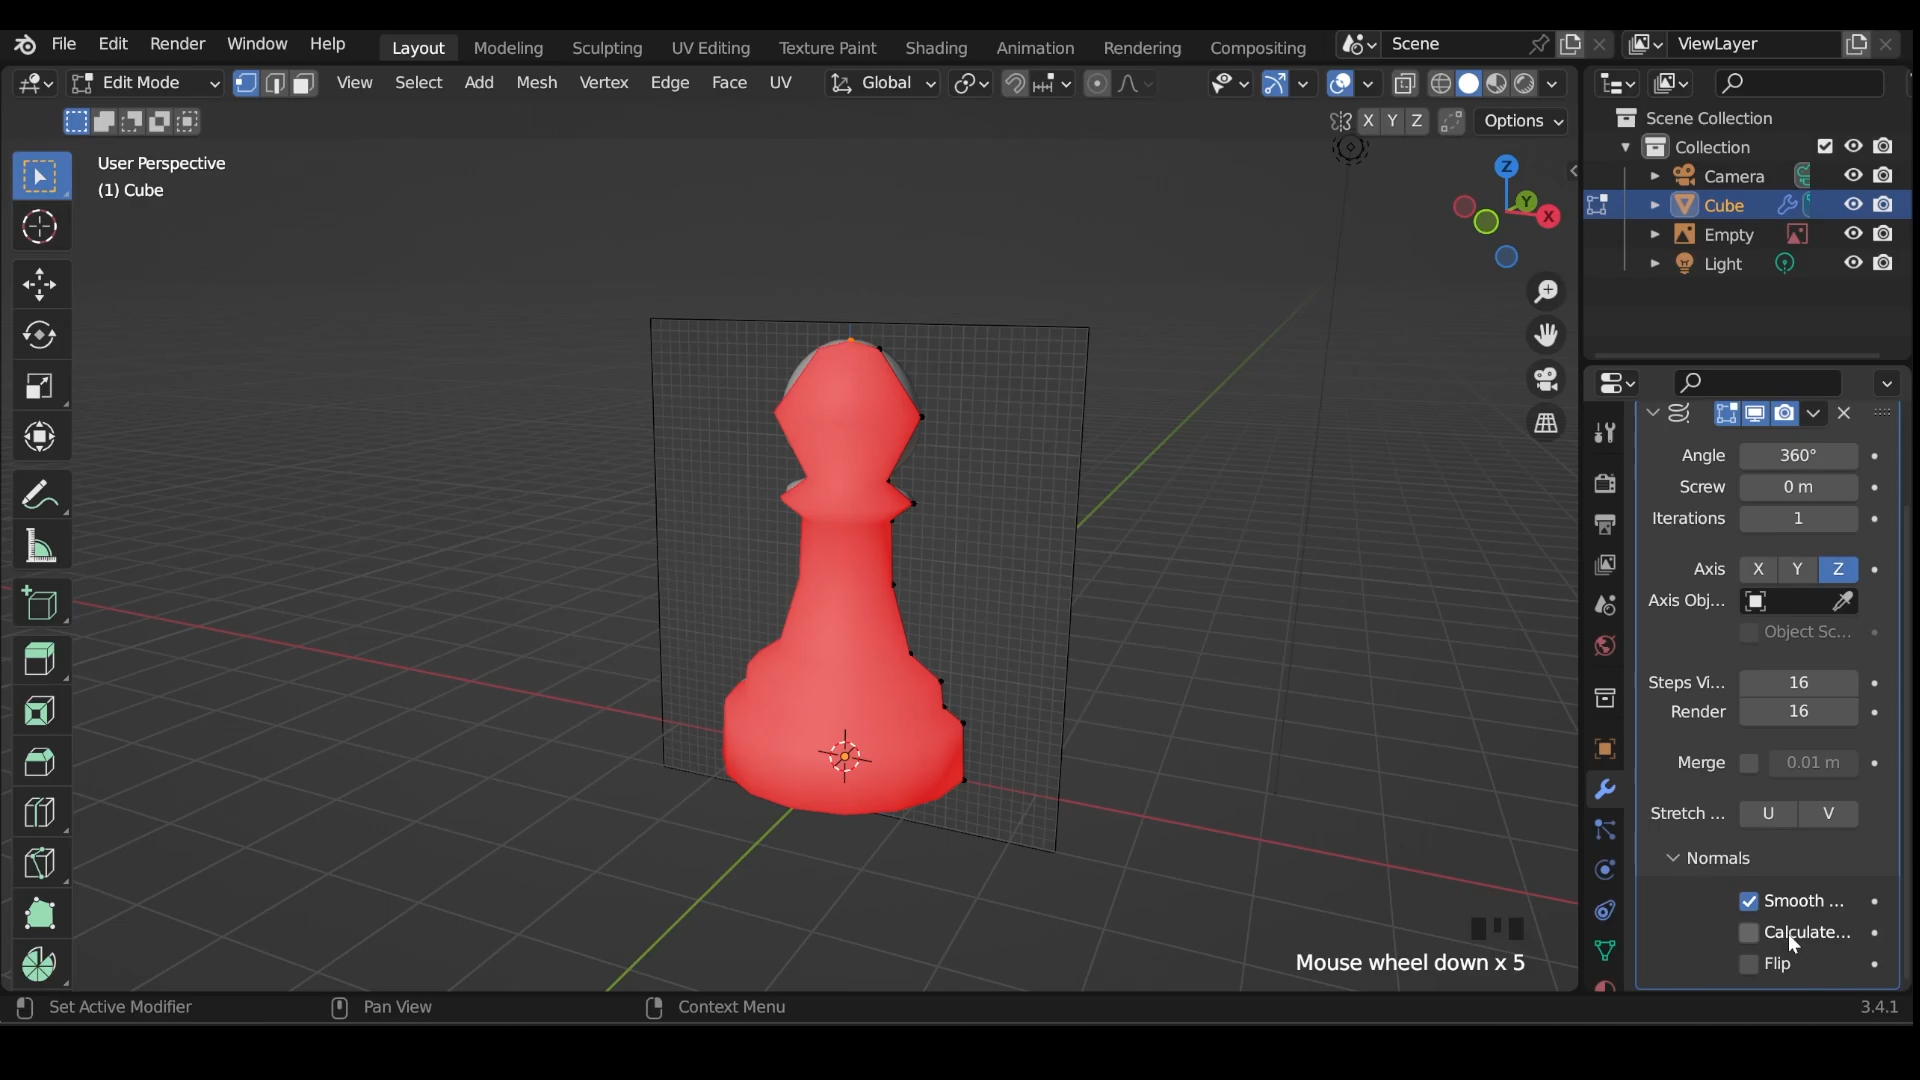 File Edit Render Window Help Layout Modeling Sculpting UV Editing Texture Paint Shading Animation Rendering Compositing Scene ViewLayer
Edit Mode View Select Add Mesh Vertex Edge Face UV Global
X Y Z Options
User Perspective
(1) Cube
Z
Y
X
Scene Collection
Collection
Camera
Cube
Empty
Light
Angle 360°
Screw 0 m
Iterations 1
Axis X Y Z
Axis Obj...
Object Sc...
Steps Vi... 16
Render 16
Merge 0.01 m
Stretch ... U V
Normals
Smooth ...
Calculate...
Flip
Mouse wheel down x 5
Set Active Modifier Pan View Context Menu 3.4.1